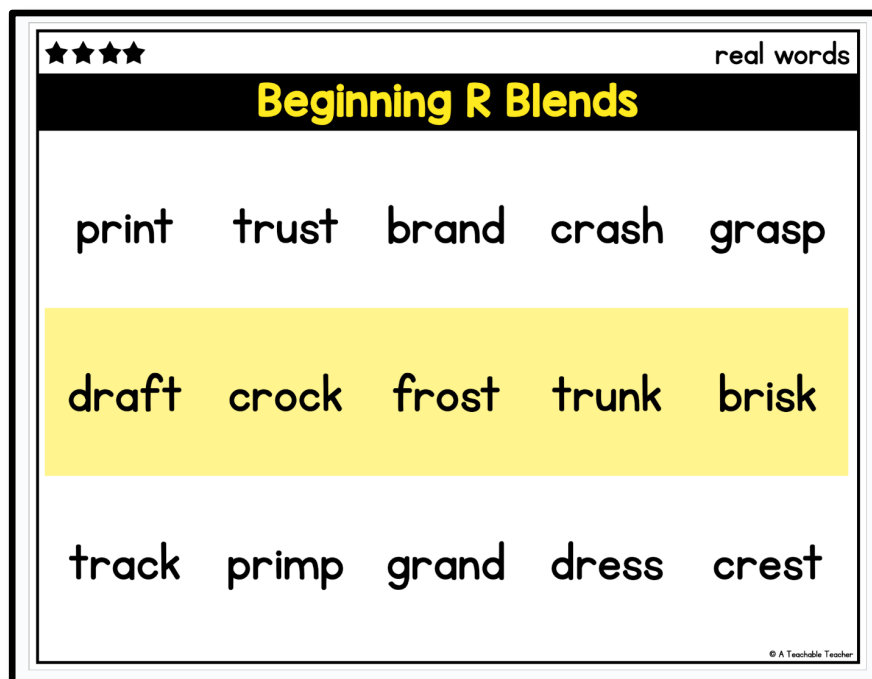 real words
Beginning R Blends
print trust brand crash grasp
draft crock frost trunk brisk
track primp grand dress crest
© A Teachable Teacher